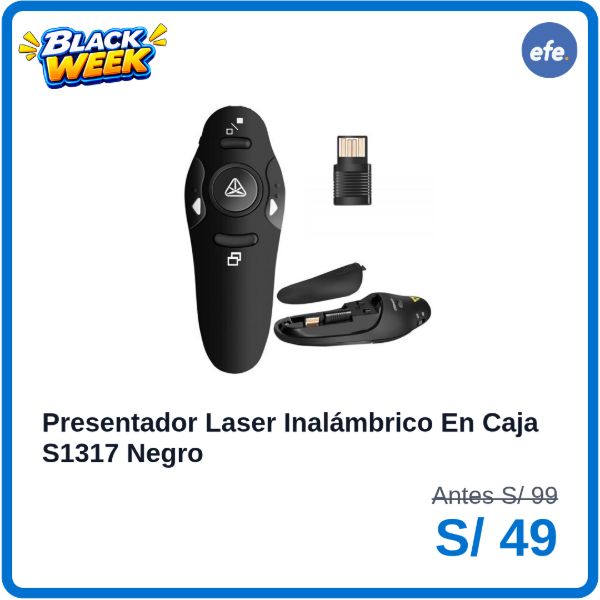 BLACK
WEEK
efe.
Presentador Laser Inalámbrico En Caja
S1317 Negro
Antes S/ 99
S/ 49